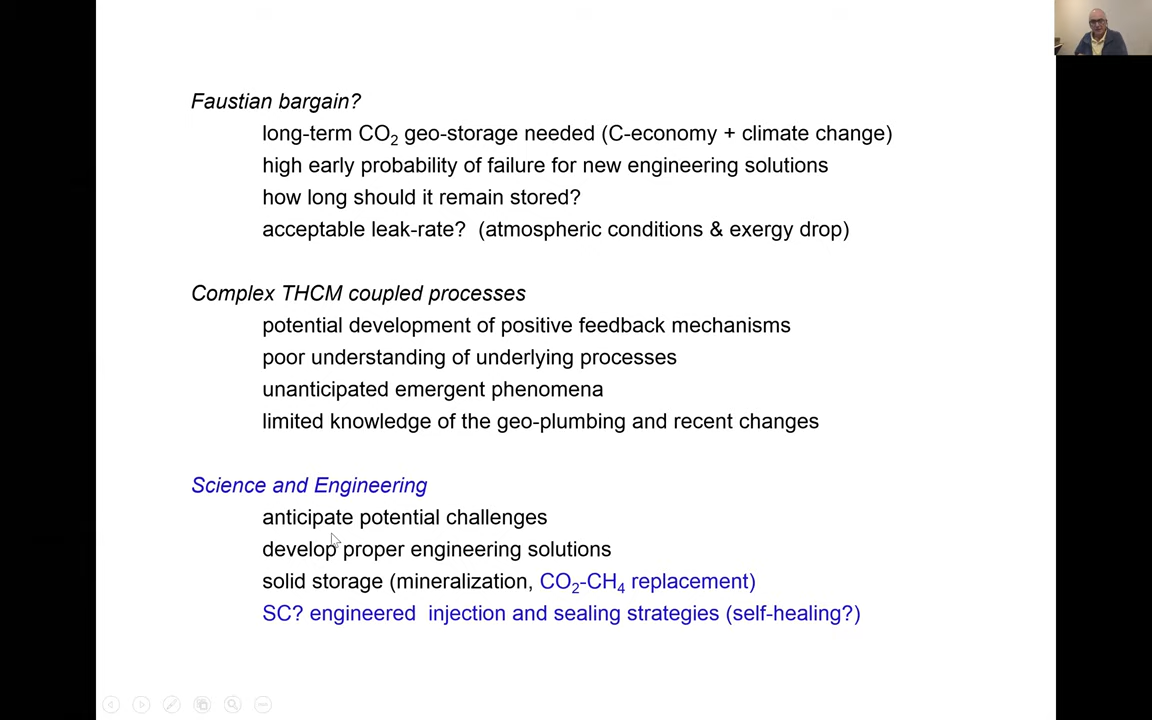 Faustian bargain?
long-term CO₂ geo-storage needed (C-economy + climate change)
high early probability of failure for new engineering solutions
how long should it remain stored?
acceptable leak-rate? (atmospheric conditions & exergy drop)
Complex THCM coupled processes
potential development of positive feedback mechanisms
poor understanding of underlying processes
unanticipated emergent phenomena
limited knowledge of the geo-plumbing and recent changes
Science and Engineering
anticipate potential challenges
develop proper engineering solutions
solid storage (mineralization, CO₂-CH₄ replacement)
SC? engineered injection and sealing strategies (self-healing?)